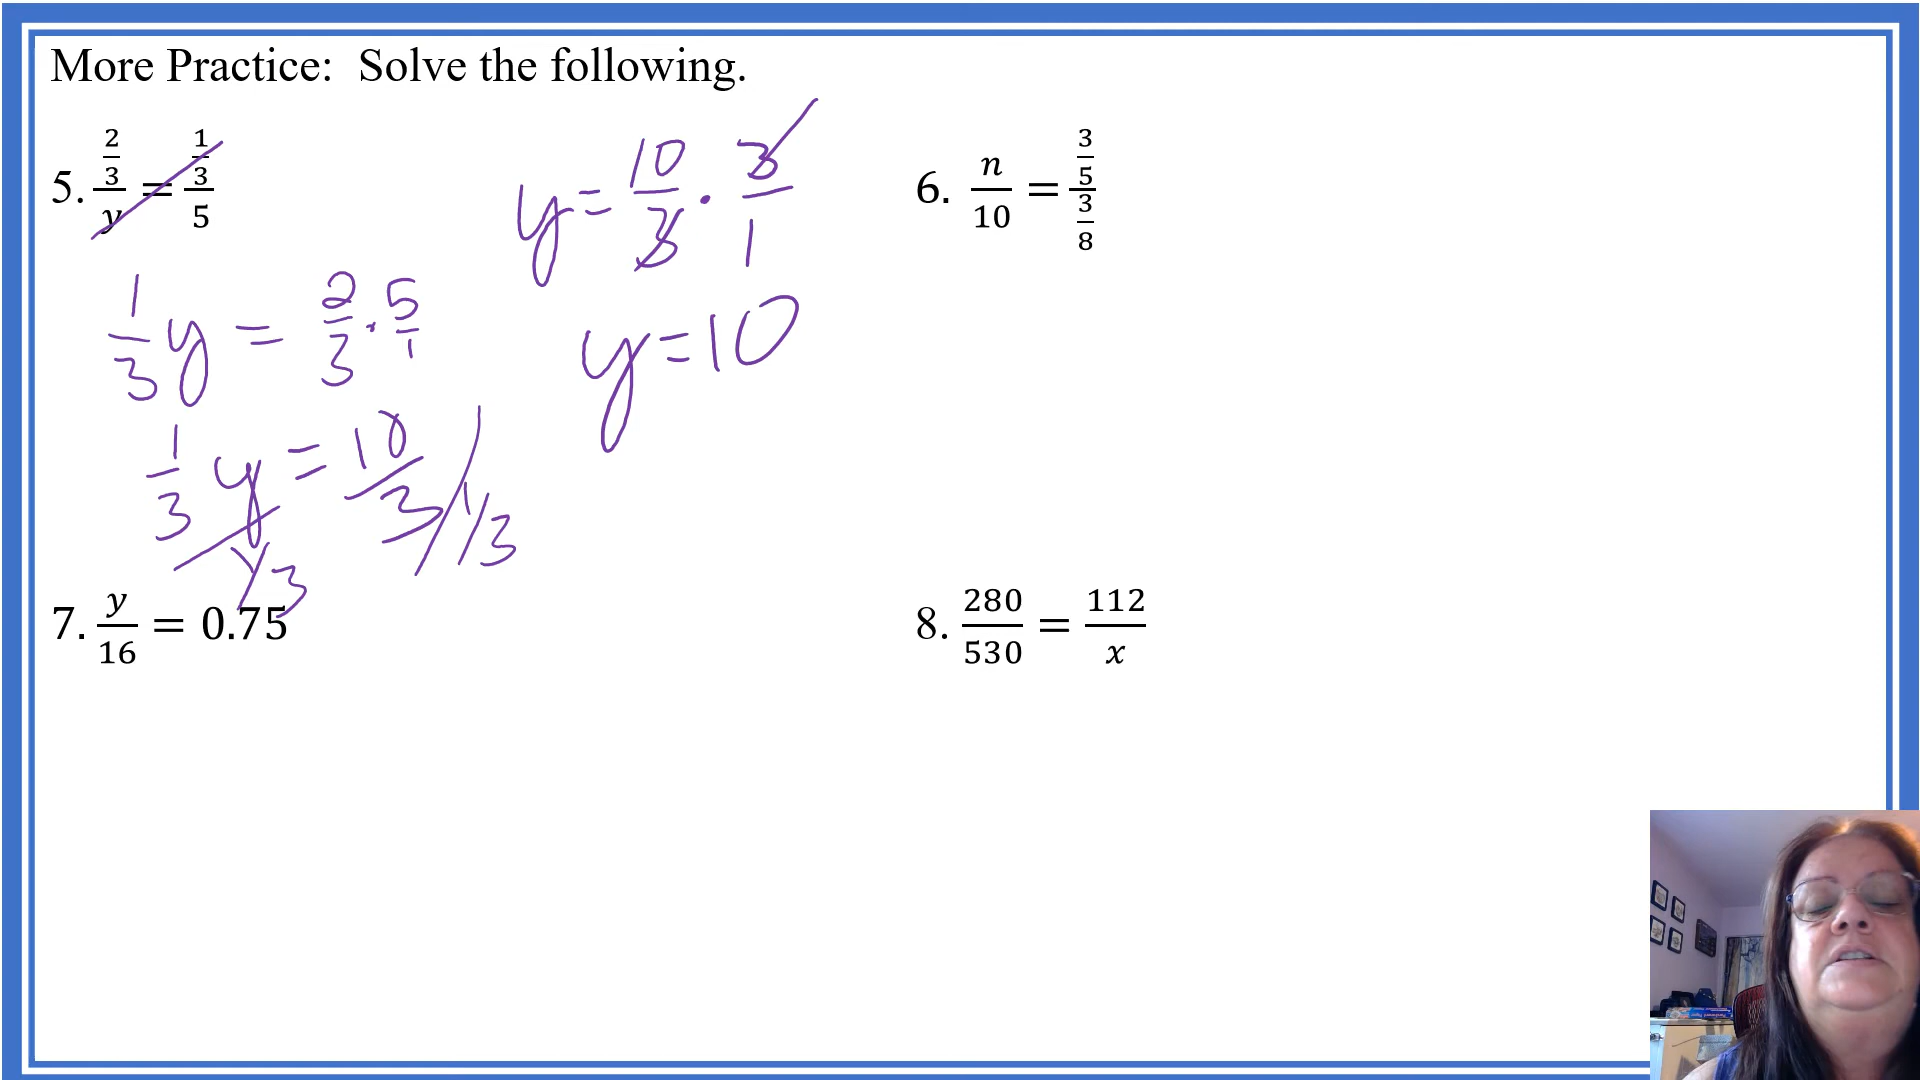 More Practice: Solve the following.
5. (2/3)/y = (1/3)/5
1/3 y = 2/3 · 5/1
1/3 y = 10/3
1/3 1/3
y = 10/3 · 3/1
y = 10
6. n/10 = (3/5)/(3/8)
7. y/16 = 0.75
8. 280/530 = 112/x